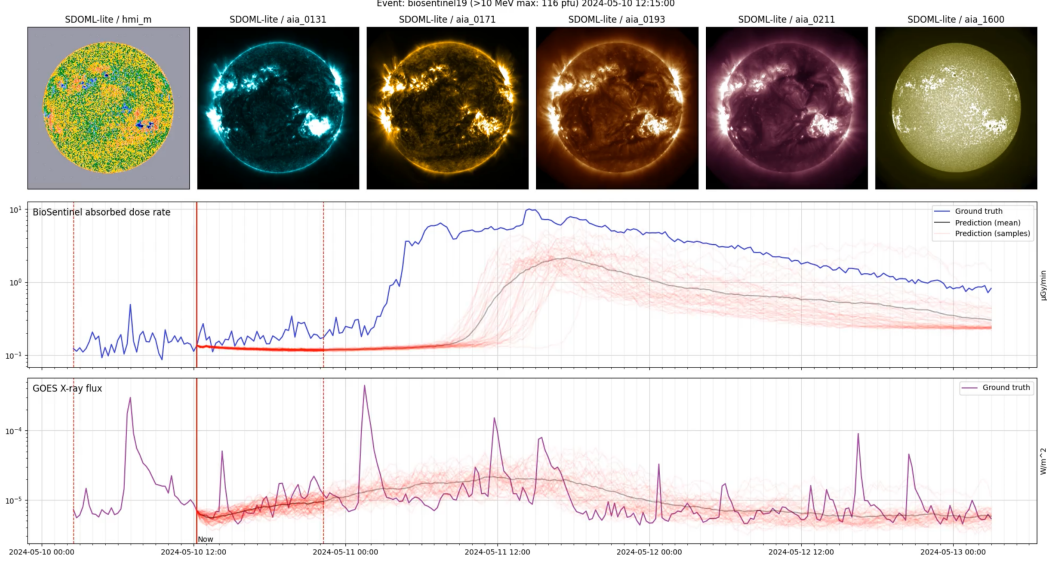 Event: biosentinel19 (>10 MeV max: 116 pfu) 2024-05-10 12:15:00
SDOML-lite / hmi_m
SDOML-lite / aia_0131
SDOML-lite / aia_0171
SDOML-lite / aia_0193
SDOML-lite / aia_0211
SDOML-lite / aia_1600
BioSentinel absorbed dose rate
Ground truth
Prediction (mean)
Prediction (samples)
10¹
10⁰
10⁻¹
μGy/min
GOES X-ray flux
Ground truth
10⁻⁴
10⁻⁵
W/m^2
Now
2024-05-10 00:00
2024-05-10 12:00
2024-05-11 00:00
2024-05-11 12:00
2024-05-12 00:00
2024-05-12 12:00
2024-05-13 00:00